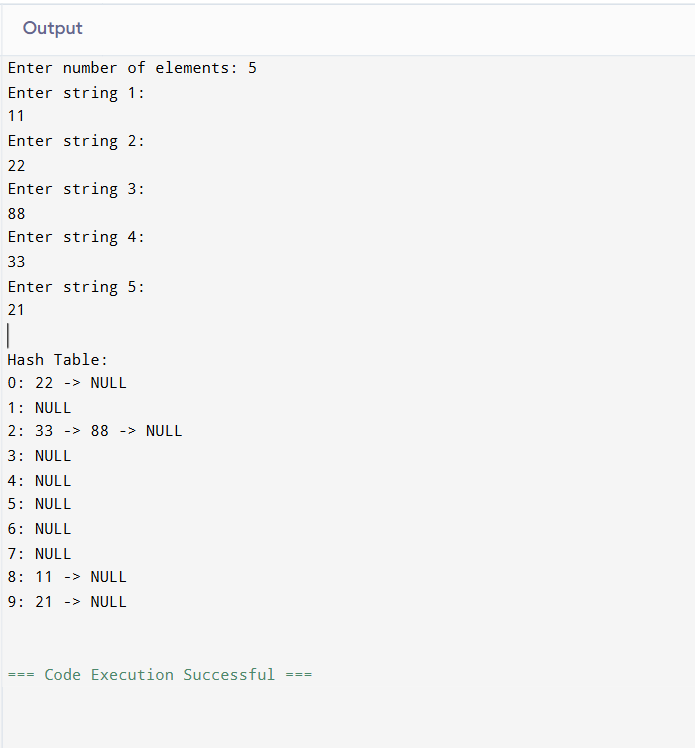 Output
Enter number of elements: 5
Enter string 1:
11
Enter string 2:
22
Enter string 3:
88
Enter string 4:
33
Enter string 5:
21
Hash Table:
0: 22 -> NULL
1: NULL
2: 33 -> 88 -> NULL
3: NULL
4: NULL
5: NULL
6: NULL
7: NULL
8: 11 -> NULL
9: 21 -> NULL
=== Code Execution Successful ===